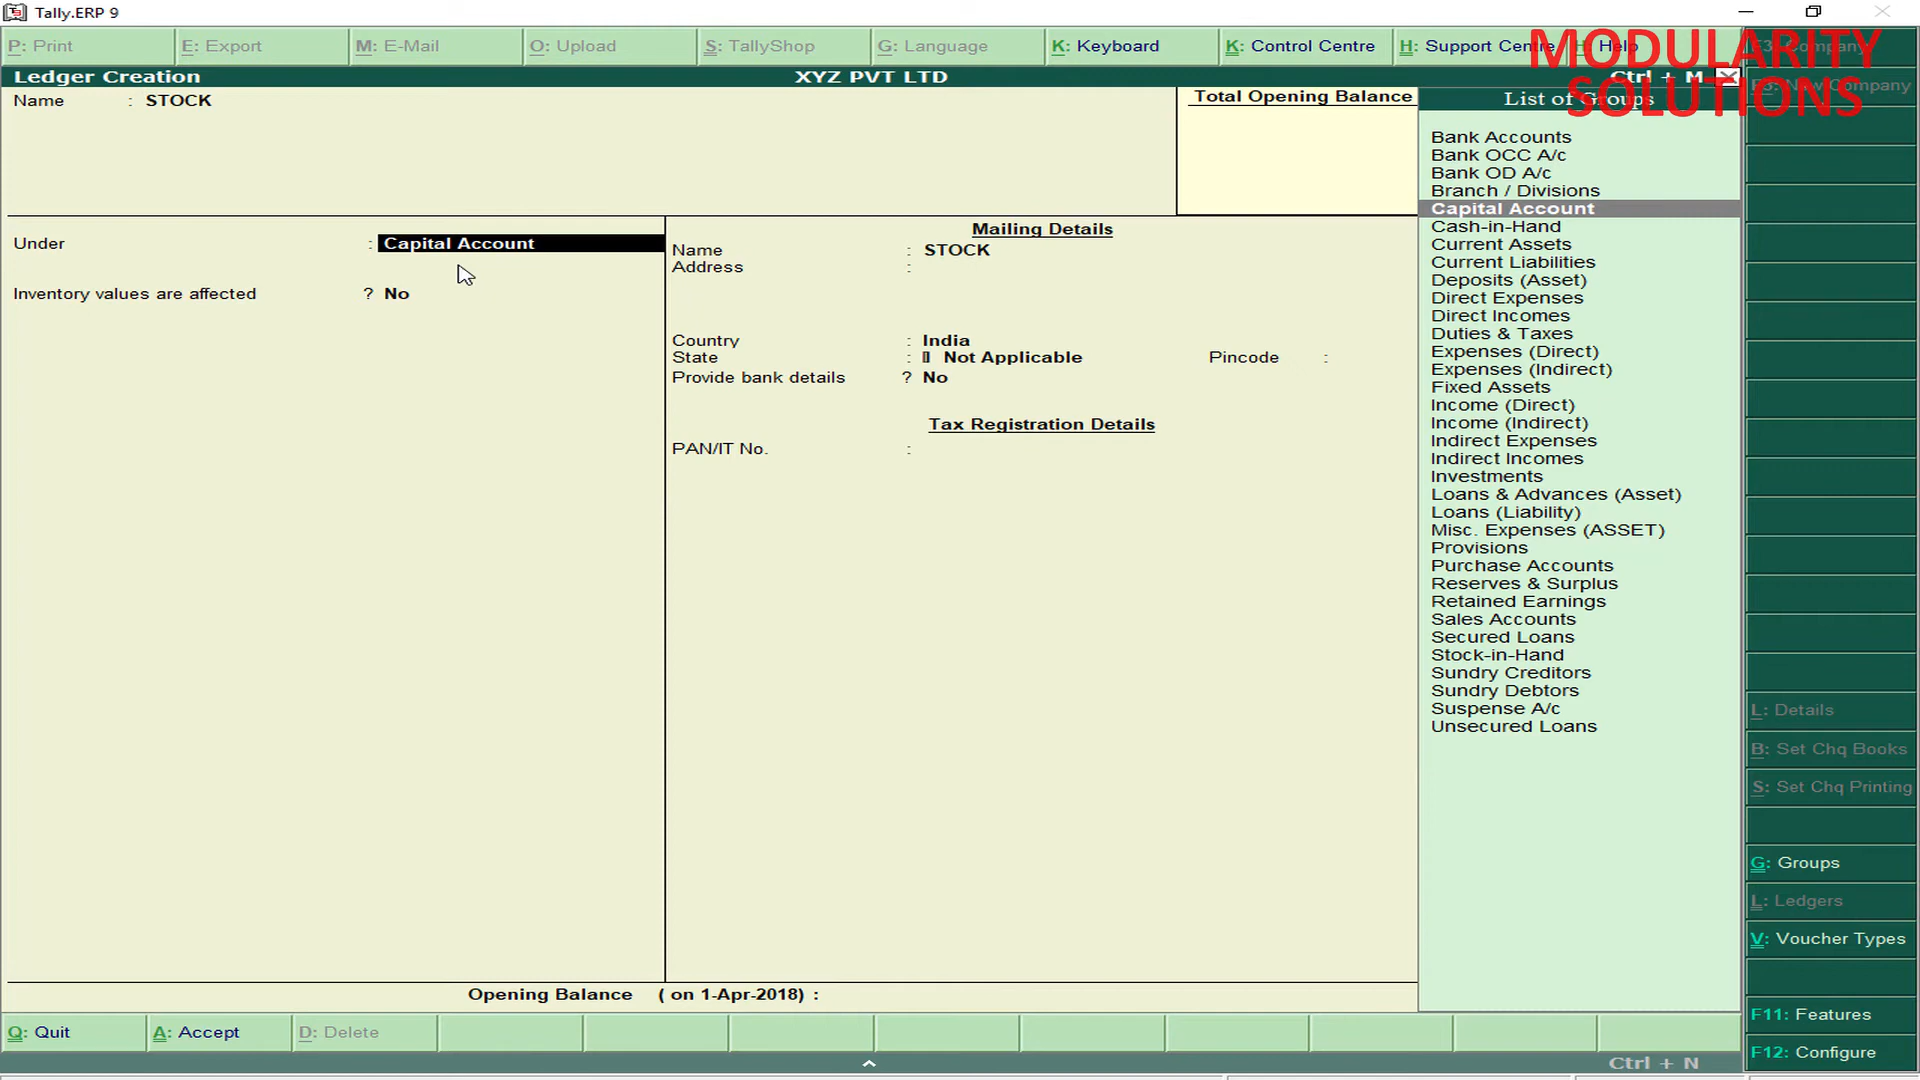 Tally.ERP 9
P: Print E: Export M: E-Mail O: Upload S: TallyShop G: Language K: Keyboard K: Control Centre H: Support Centre H: Help
MODULARITY
SOLUTIONS
F3: Company
F3: New Company
Ledger Creation XYZ PVT LTD Ctrl + M
Name : STOCK
Total Opening Balance
Under : Capital Account
Inventory values are affected ? No
Mailing Details
Name : STOCK
Address :
Country : India
State : Not Applicable Pincode :
Provide bank details ? No
Tax Registration Details
PAN/IT No. :
List of Groups
Bank Accounts
Bank OCC A/c
Bank OD A/c
Branch / Divisions
Capital Account
Cash-in-Hand
Current Assets
Current Liabilities
Deposits (Asset)
Direct Expenses
Direct Incomes
Duties & Taxes
Expenses (Direct)
Expenses (Indirect)
Fixed Assets
Income (Direct)
Income (Indirect)
Indirect Expenses
Indirect Incomes
Investments
Loans & Advances (Asset)
Loans (Liability)
Misc. Expenses (ASSET)
Provisions
Purchase Accounts
Reserves & Surplus
Retained Earnings
Sales Accounts
Secured Loans
Stock-in-Hand
Sundry Creditors
Sundry Debtors
Suspense A/c
Unsecured Loans
L: Details
B: Set Chq Books
S: Set Chq Printing
G: Groups
L: Ledgers
V: Voucher Types
F11: Features
F12: Configure
Opening Balance ( on 1-Apr-2018) :
Q: Quit A: Accept D: Delete
Ctrl + N